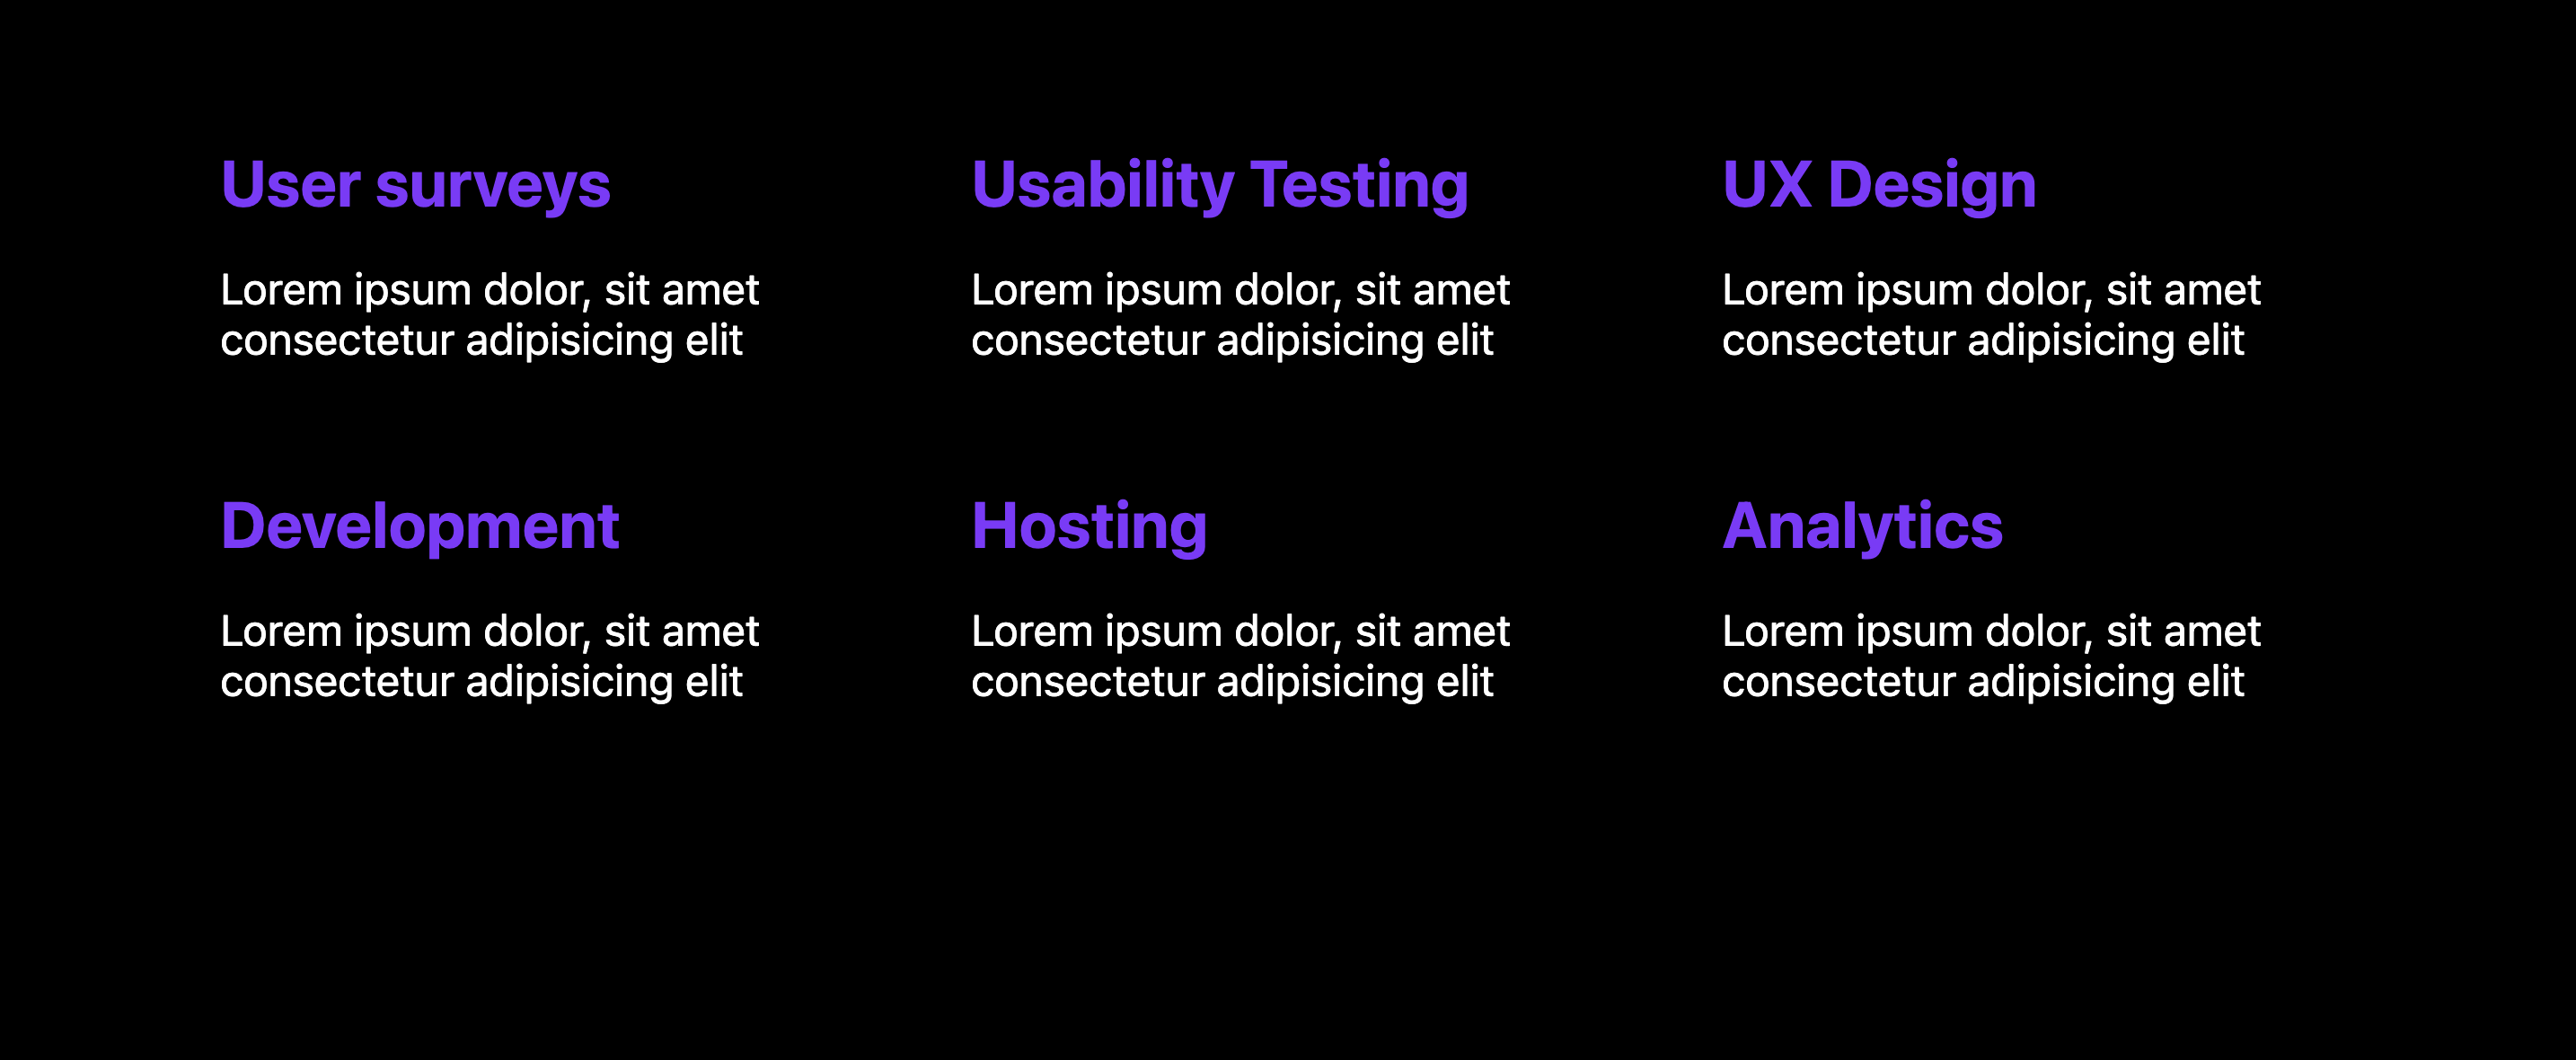 User surveys
Lorem ipsum dolor, sit amet
consectetur adipisicing elit
Usability Testing
Lorem ipsum dolor, sit amet
consectetur adipisicing elit
UX Design
Lorem ipsum dolor, sit amet
consectetur adipisicing elit
Development
Lorem ipsum dolor, sit amet
consectetur adipisicing elit
Hosting
Lorem ipsum dolor, sit amet
consectetur adipisicing elit
Analytics
Lorem ipsum dolor, sit amet
consectetur adipisicing elit